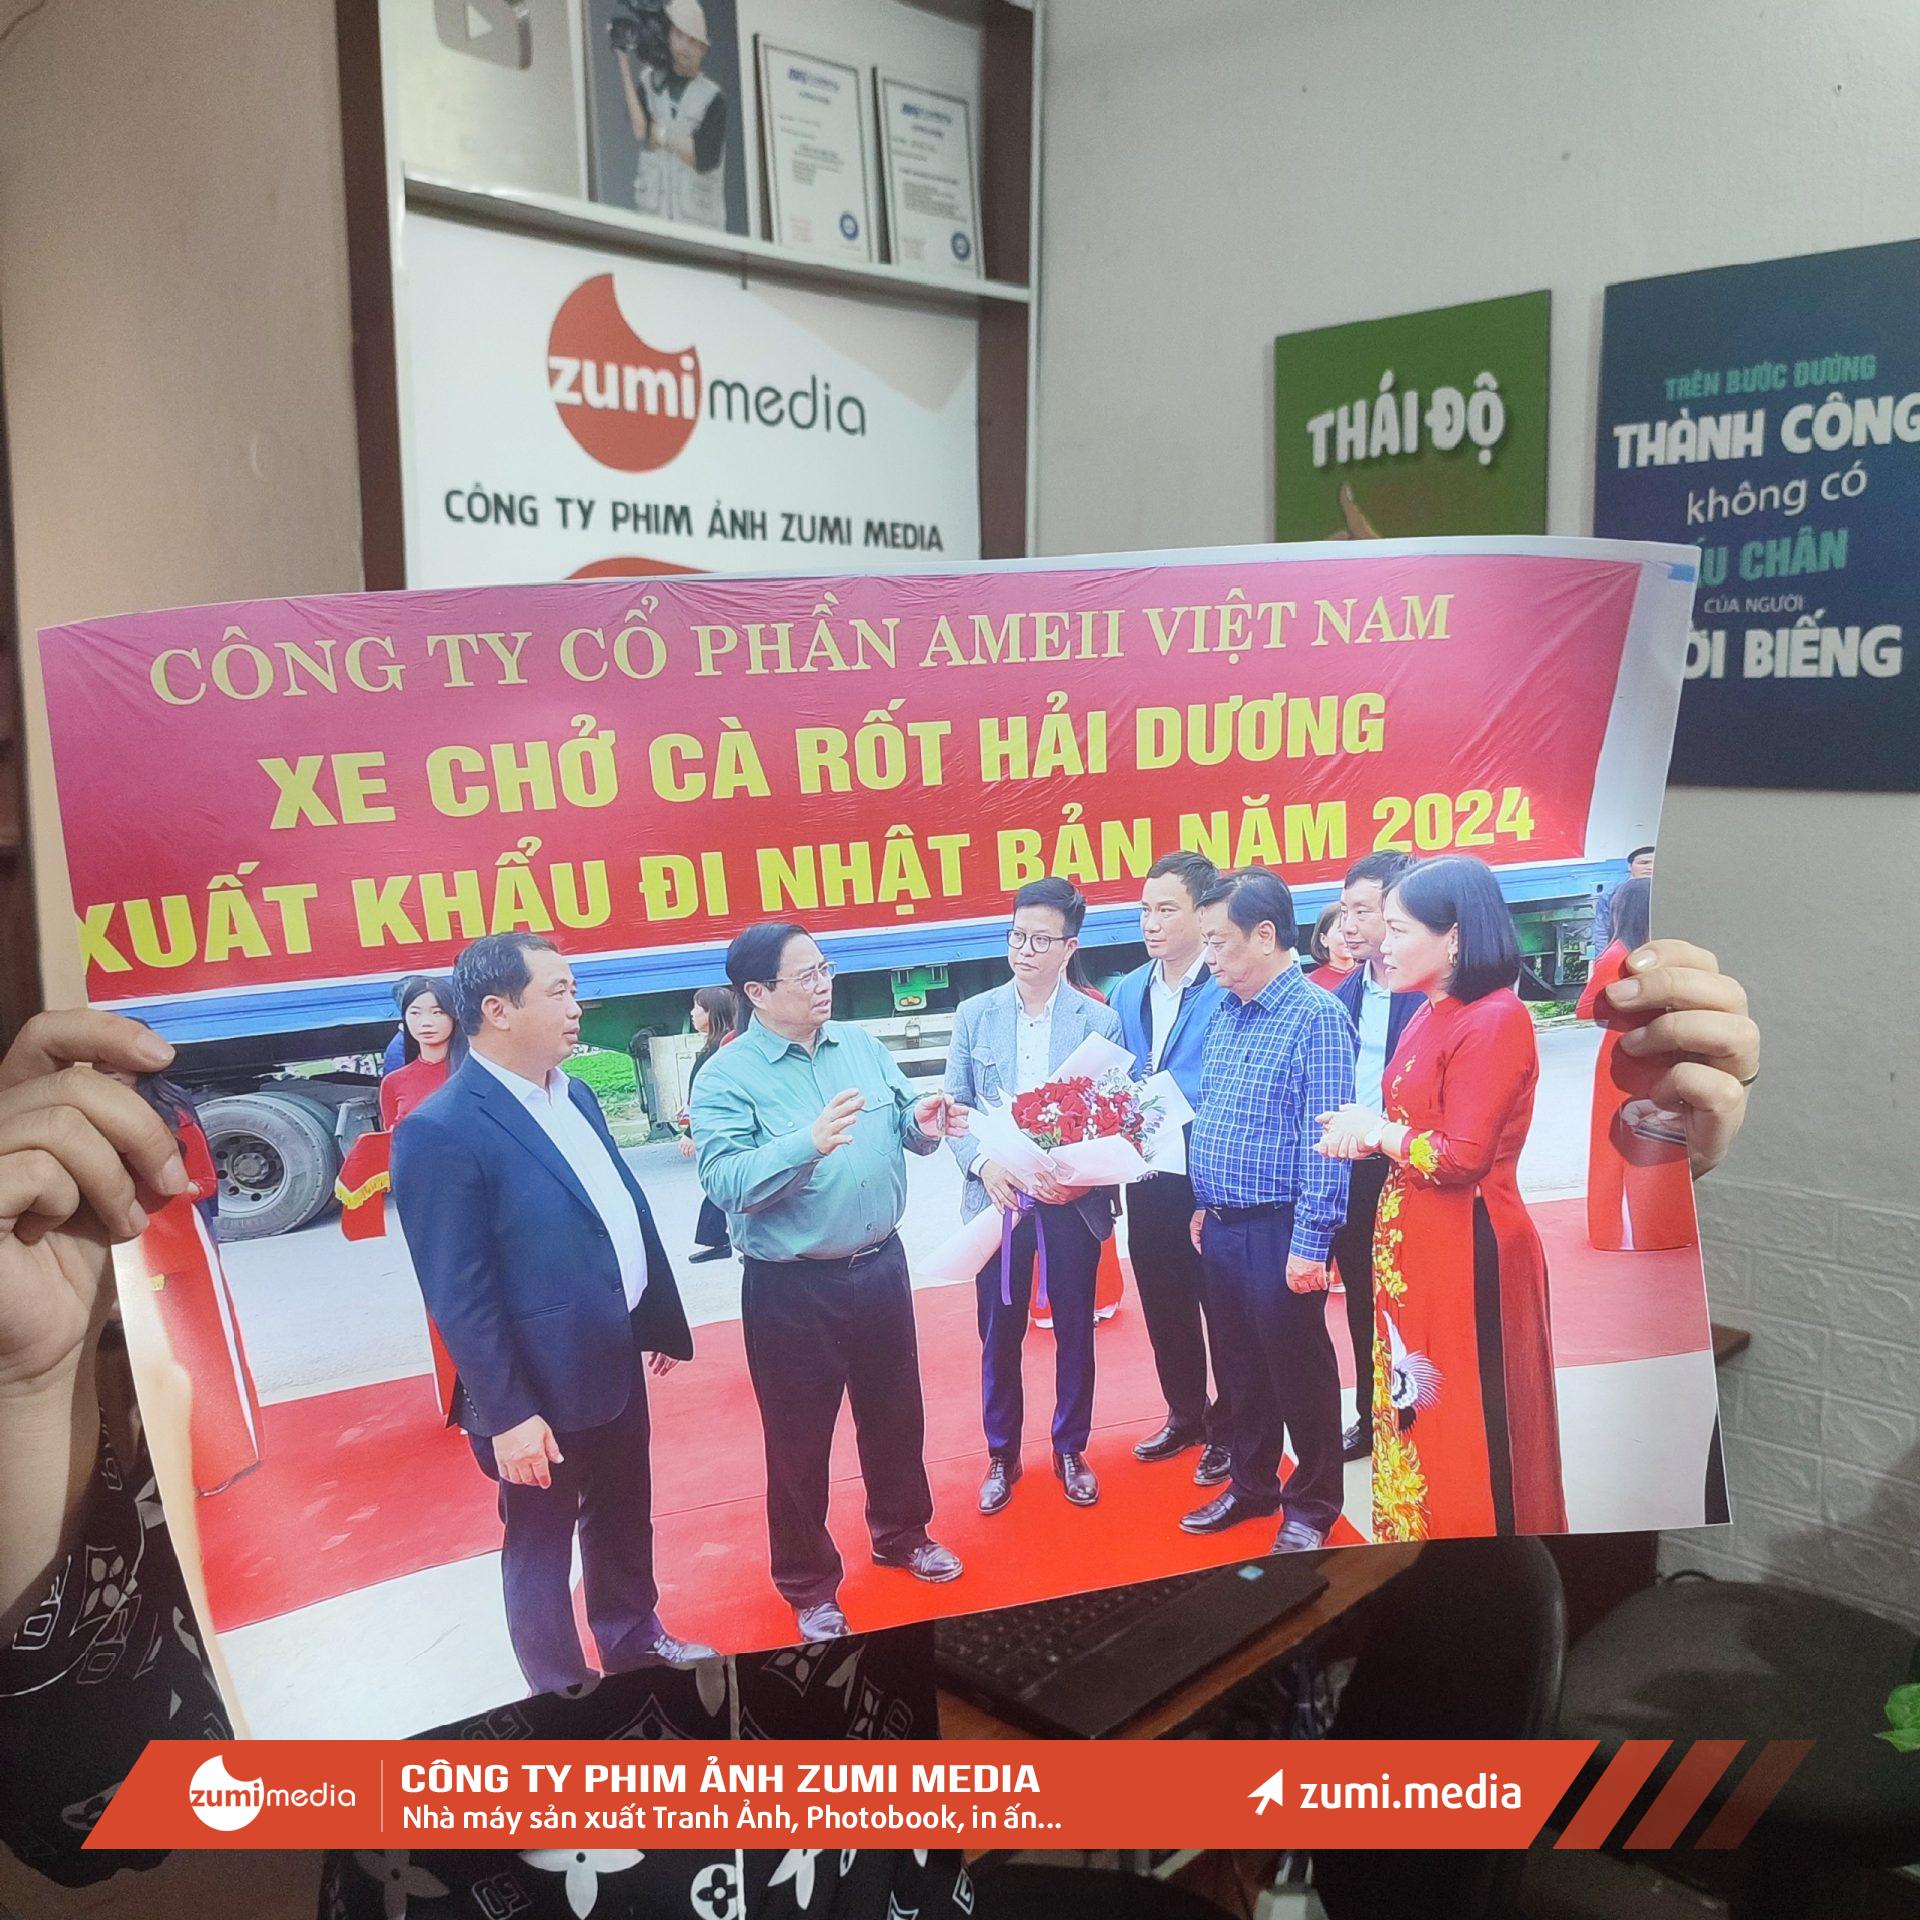 zumi media
CÔNG TY PHIM ẢNH ZUMI MEDIA
THÁI ĐỘ
TRÊN BƯỚC ĐƯỜNG
THÀNH CÔNG
không có
CHÂN
CỦA NGƯỜI
BIẾNG
CÔNG TY CỔ PHẦN AMEII VIỆT NAM
XE CHỞ CÀ RỐT HẢI DƯƠNG
XUẤT KHẨU ĐI NHẬT BẢN NĂM 2024
zumi media
CÔNG TY PHIM ẢNH ZUMI MEDIA
Nhà máy sản xuất Tranh Ảnh, Photobook, in ấn...
zumi.media